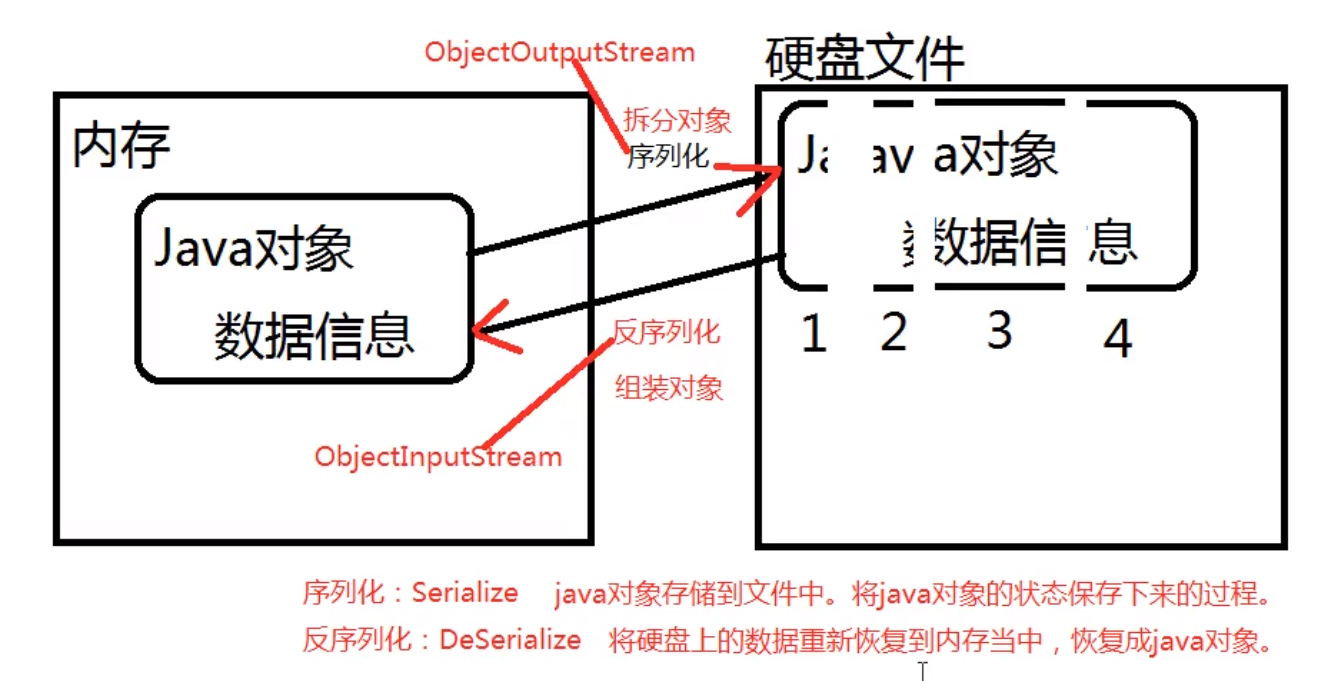 ObjectOutputStream
硬盘文件
拆分对象
序列化
内存
Java对象
数据信息
Ja
av
a对象
数据信
息
1
2
3
4
反序列化
组装对象
ObjectInputStream
序列化：Serialize java对象存储到文件中。将java对象的状态保存下来的过程。
反序列化：DeSerialize 将硬盘上的数据重新恢复到内存当中，恢复成java对象。